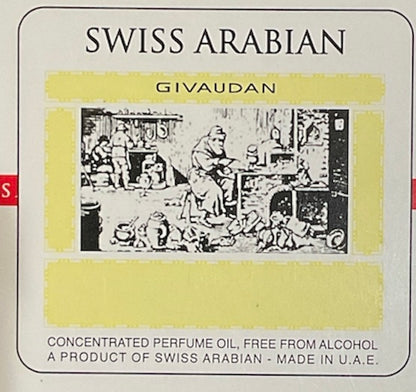 SWISS ARABIAN
GIVAUDAN
S
CONCENTRATED PERFUME OIL, FREE FROM ALCOHOL
A PRODUCT OF SWISS ARABIAN - MADE IN U.A.E.